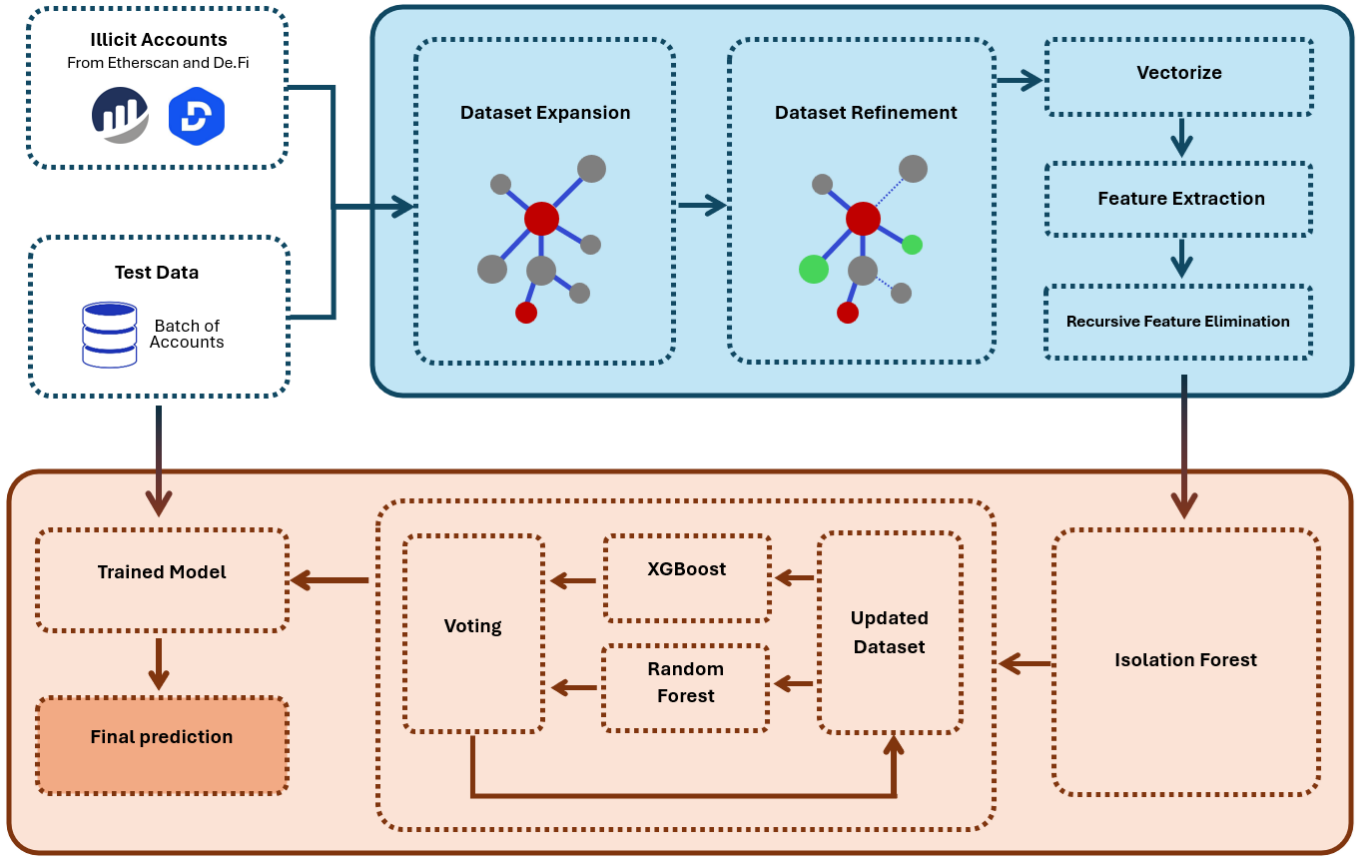 Illicit Accounts
From Etherscan and De.Fi
Test Data
Batch of
Accounts
Dataset Expansion
Dataset Refinement
Vectorize
Feature Extraction
Recursive Feature Elimination
Trained Model
Final prediction
Voting
XGBoost
Random
Forest
Updated
Dataset
Isolation Forest